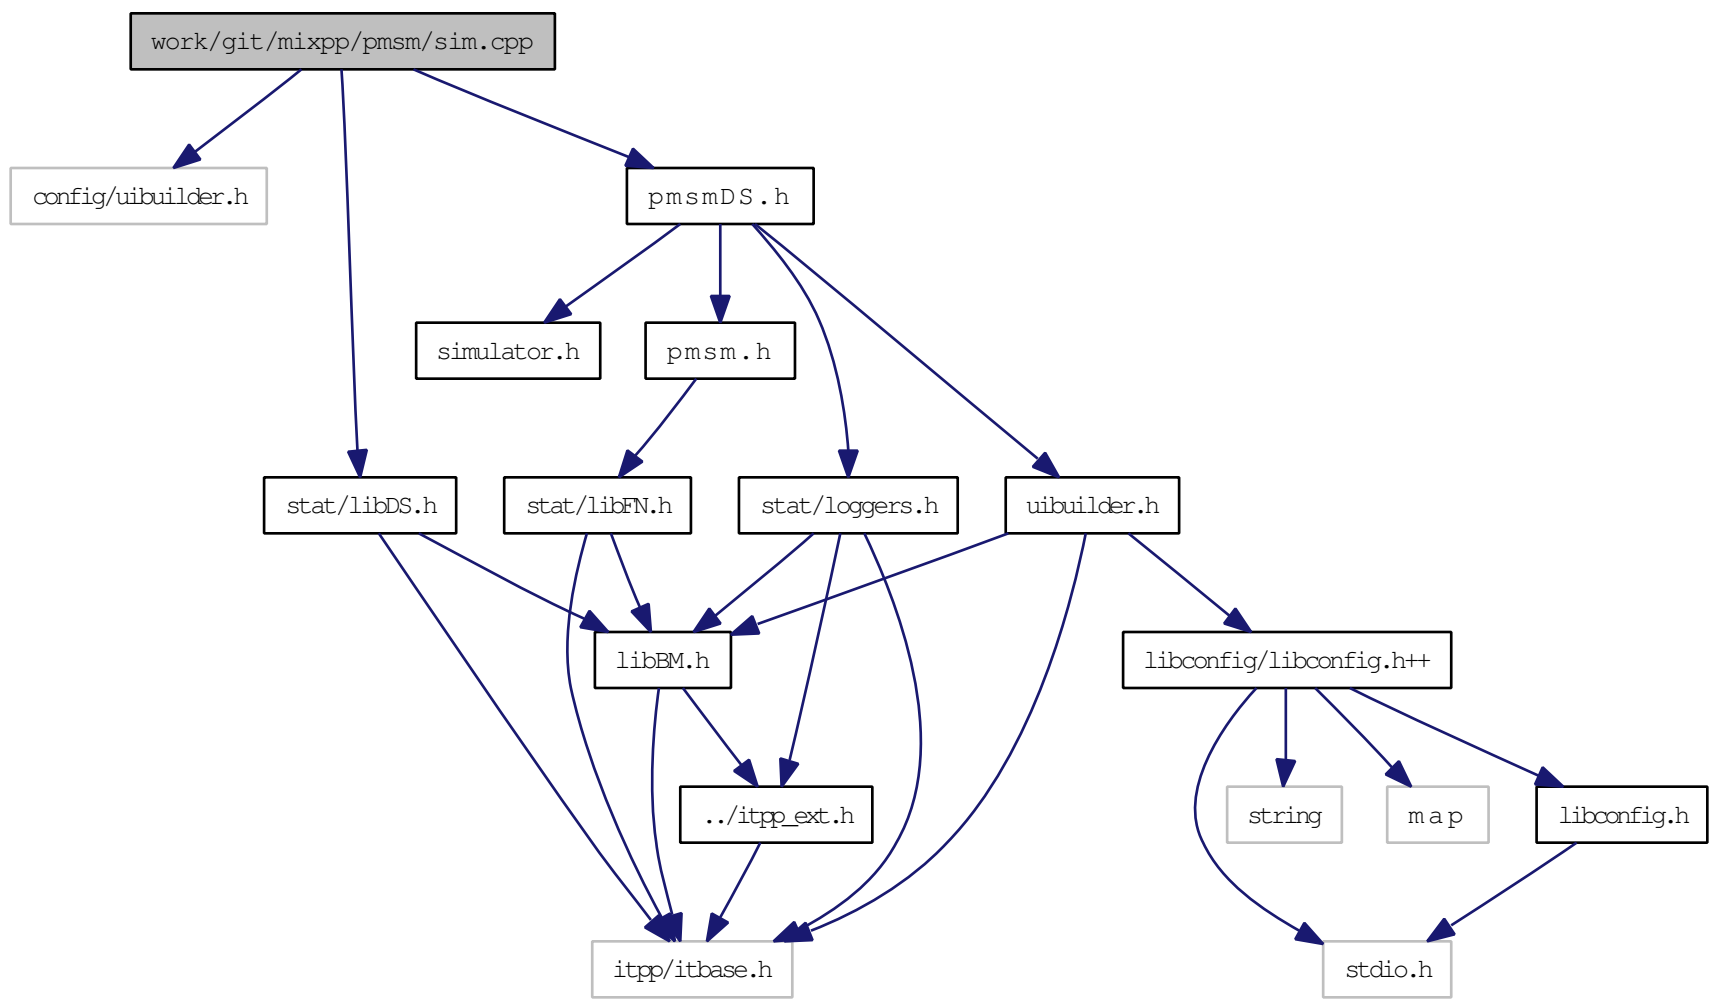 work/git/mixpp/pmsm/sim.cpp
config/uibuilder.h
pmsmDS.h
simulator.h
pmsm.h
stat/libDS.h
stat/libFN.h
stat/loggers.h
uibuilder.h
libBM.h
libconfig/libconfig.h++
../itpp_ext.h
string
map
libconfig.h
itpp/itbase.h
stdio.h